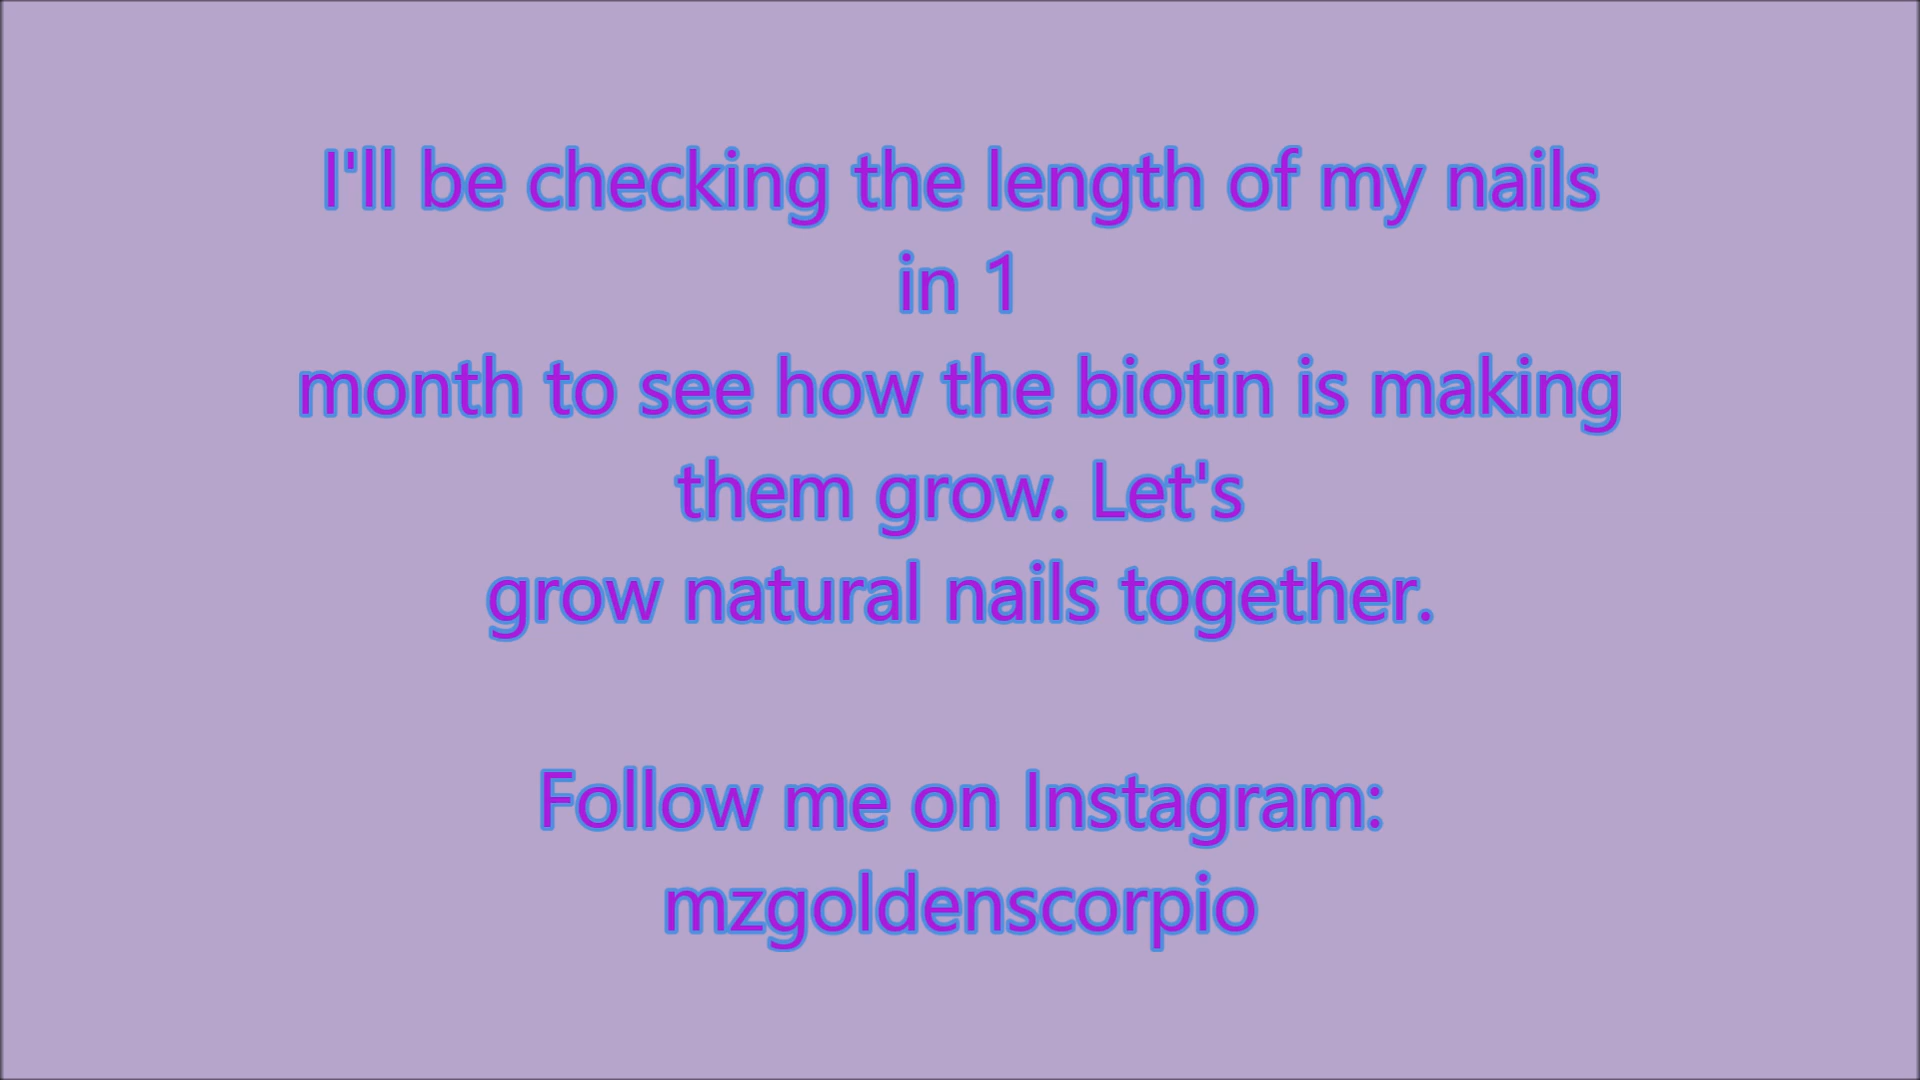 I'll be checking the length of my nails
in 1
month to see how the biotin is making
them grow. Let's
grow natural nails together.
Follow me on Instagram:
mzgoldenscorpio